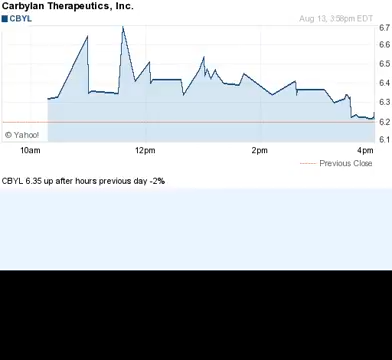 Carbylan Therapeutics, Inc.
CBYL Aug 13, 3:58pm EDT
6.7
6.6
6.5
6.4
6.3
6.2
6.1
© Yahoo!
10am 12pm 2pm 4pm
Previous Close
CBYL 6.35 up after hours previous day -2%